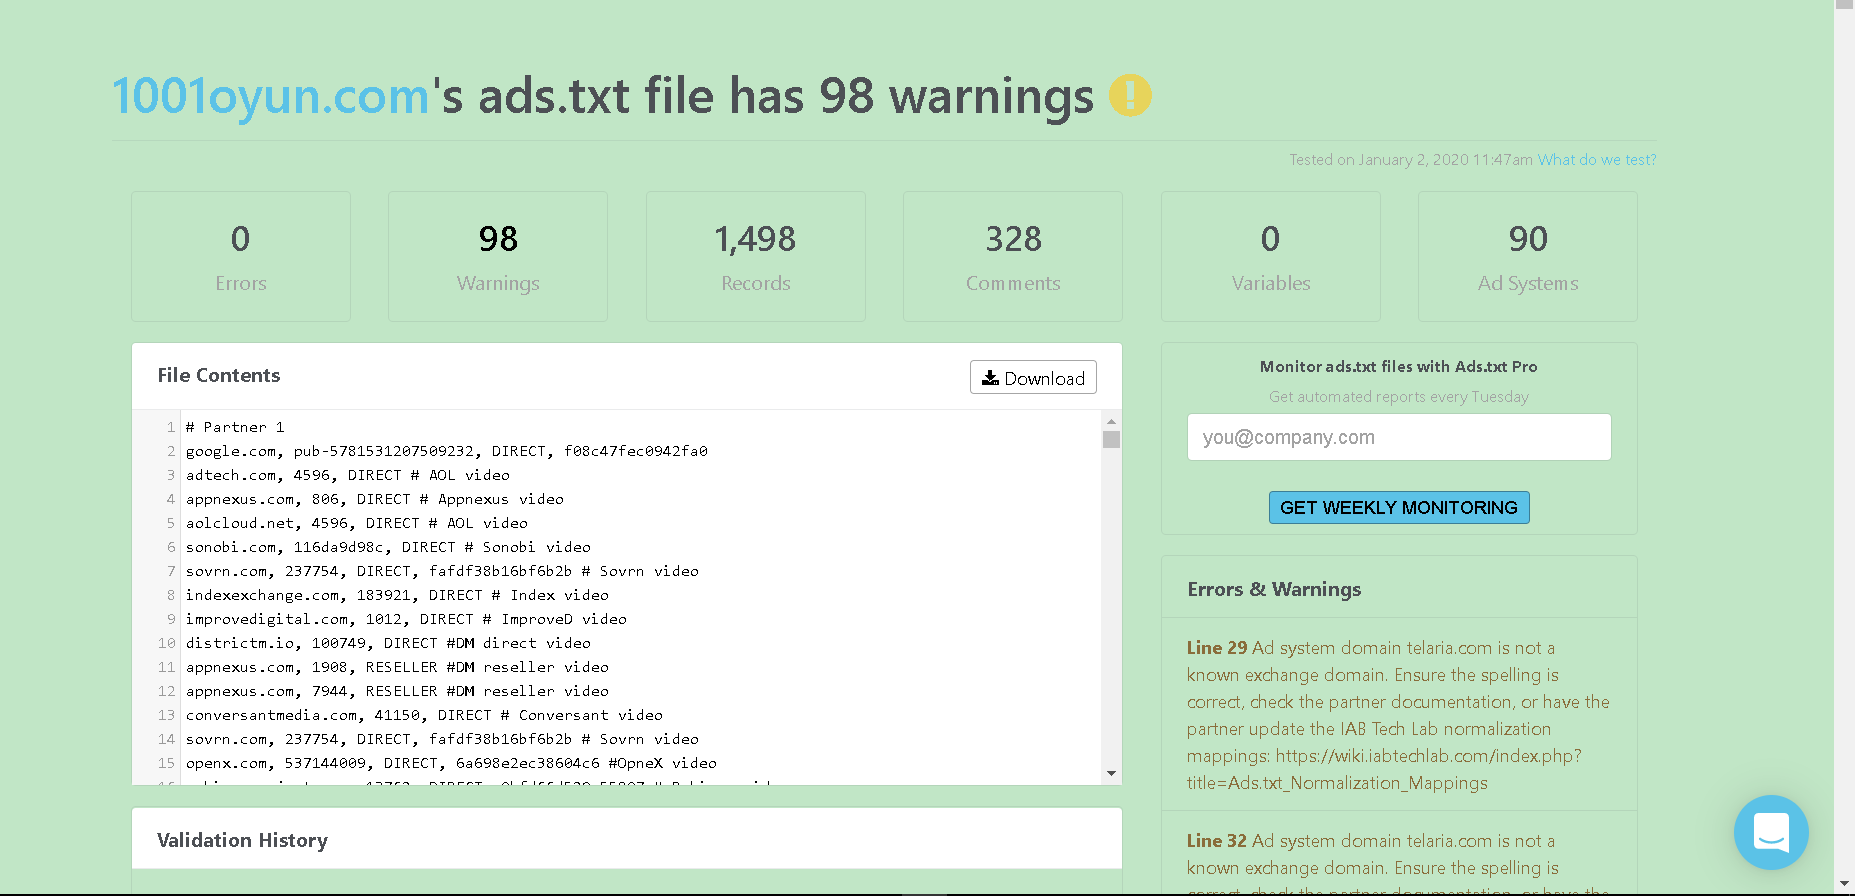 1001oyun.com's ads.txt file has 98 warnings
Tested on January 2, 2020 11:47am What do we test?
0
Errors
98
Warnings
1,498
Records
328
Comments
0
Variables
90
Ad Systems
File Contents
Download
1 # Partner 1
2 google.com, pub-5781531207509232, DIRECT, f08c47fec0942fa0
3 adtech.com, 4596, DIRECT # AOL video
4 appnexus.com, 806, DIRECT # Appnexus video
5 aolcloud.net, 4596, DIRECT # AOL video
6 sonobi.com, 116da9d98c, DIRECT # Sonobi video
7 sovrn.com, 237754, DIRECT, fafdf38b16bf6b2b # Sovrn video
8 indexexchange.com, 183921, DIRECT # Index video
9 improvedigital.com, 1012, DIRECT # ImproveD video
10 districtm.io, 100749, DIRECT #DM direct video
11 appnexus.com, 1908, RESELLER #DM reseller video
12 appnexus.com, 7944, RESELLER #DM reseller video
13 conversantmedia.com, 41150, DIRECT # Conversant video
14 sovrn.com, 237754, DIRECT, fafdf38b16bf6b2b # Sovrn video
15 openx.com, 537144009, DIRECT, 6a698e2ec38604c6 #OpneX video
Validation History
Monitor ads.txt files with Ads.txt Pro
Get automated reports every Tuesday
you@company.com
GET WEEKLY MONITORING
Errors & Warnings
Line 29 Ad system domain telaria.com is not a
known exchange domain. Ensure the spelling is
correct, check the partner documentation, or have the
partner update the IAB Tech Lab normalization
mappings: https://wiki.iabtechlab.com/index.php?
title=Ads.txt_Normalization_Mappings
Line 32 Ad system domain telaria.com is not a
known exchange domain. Ensure the spelling is
correct, check the partner documentation, or have the